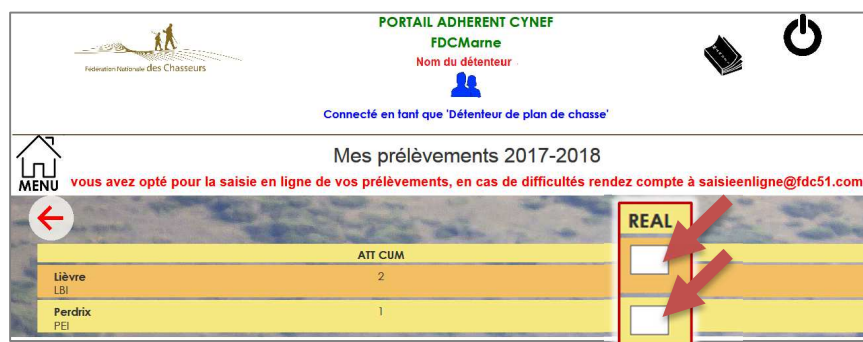 PORTAIL ADHERENT CYNEF
FDCMarne
Nom du détenteur
Fédération Nationale des Chasseurs
Connecté en tant que 'Détenteur de plan de chasse'
MENU
Mes prélèvements 2017-2018
vous avez opté pour la saisie en ligne de vos prélèvements, en cas de difficultés rendez compte à saisieenligne@fdc51.com
REAL
ATT CUM
Lièvre 2
LBI
Perdrix 1
PEI